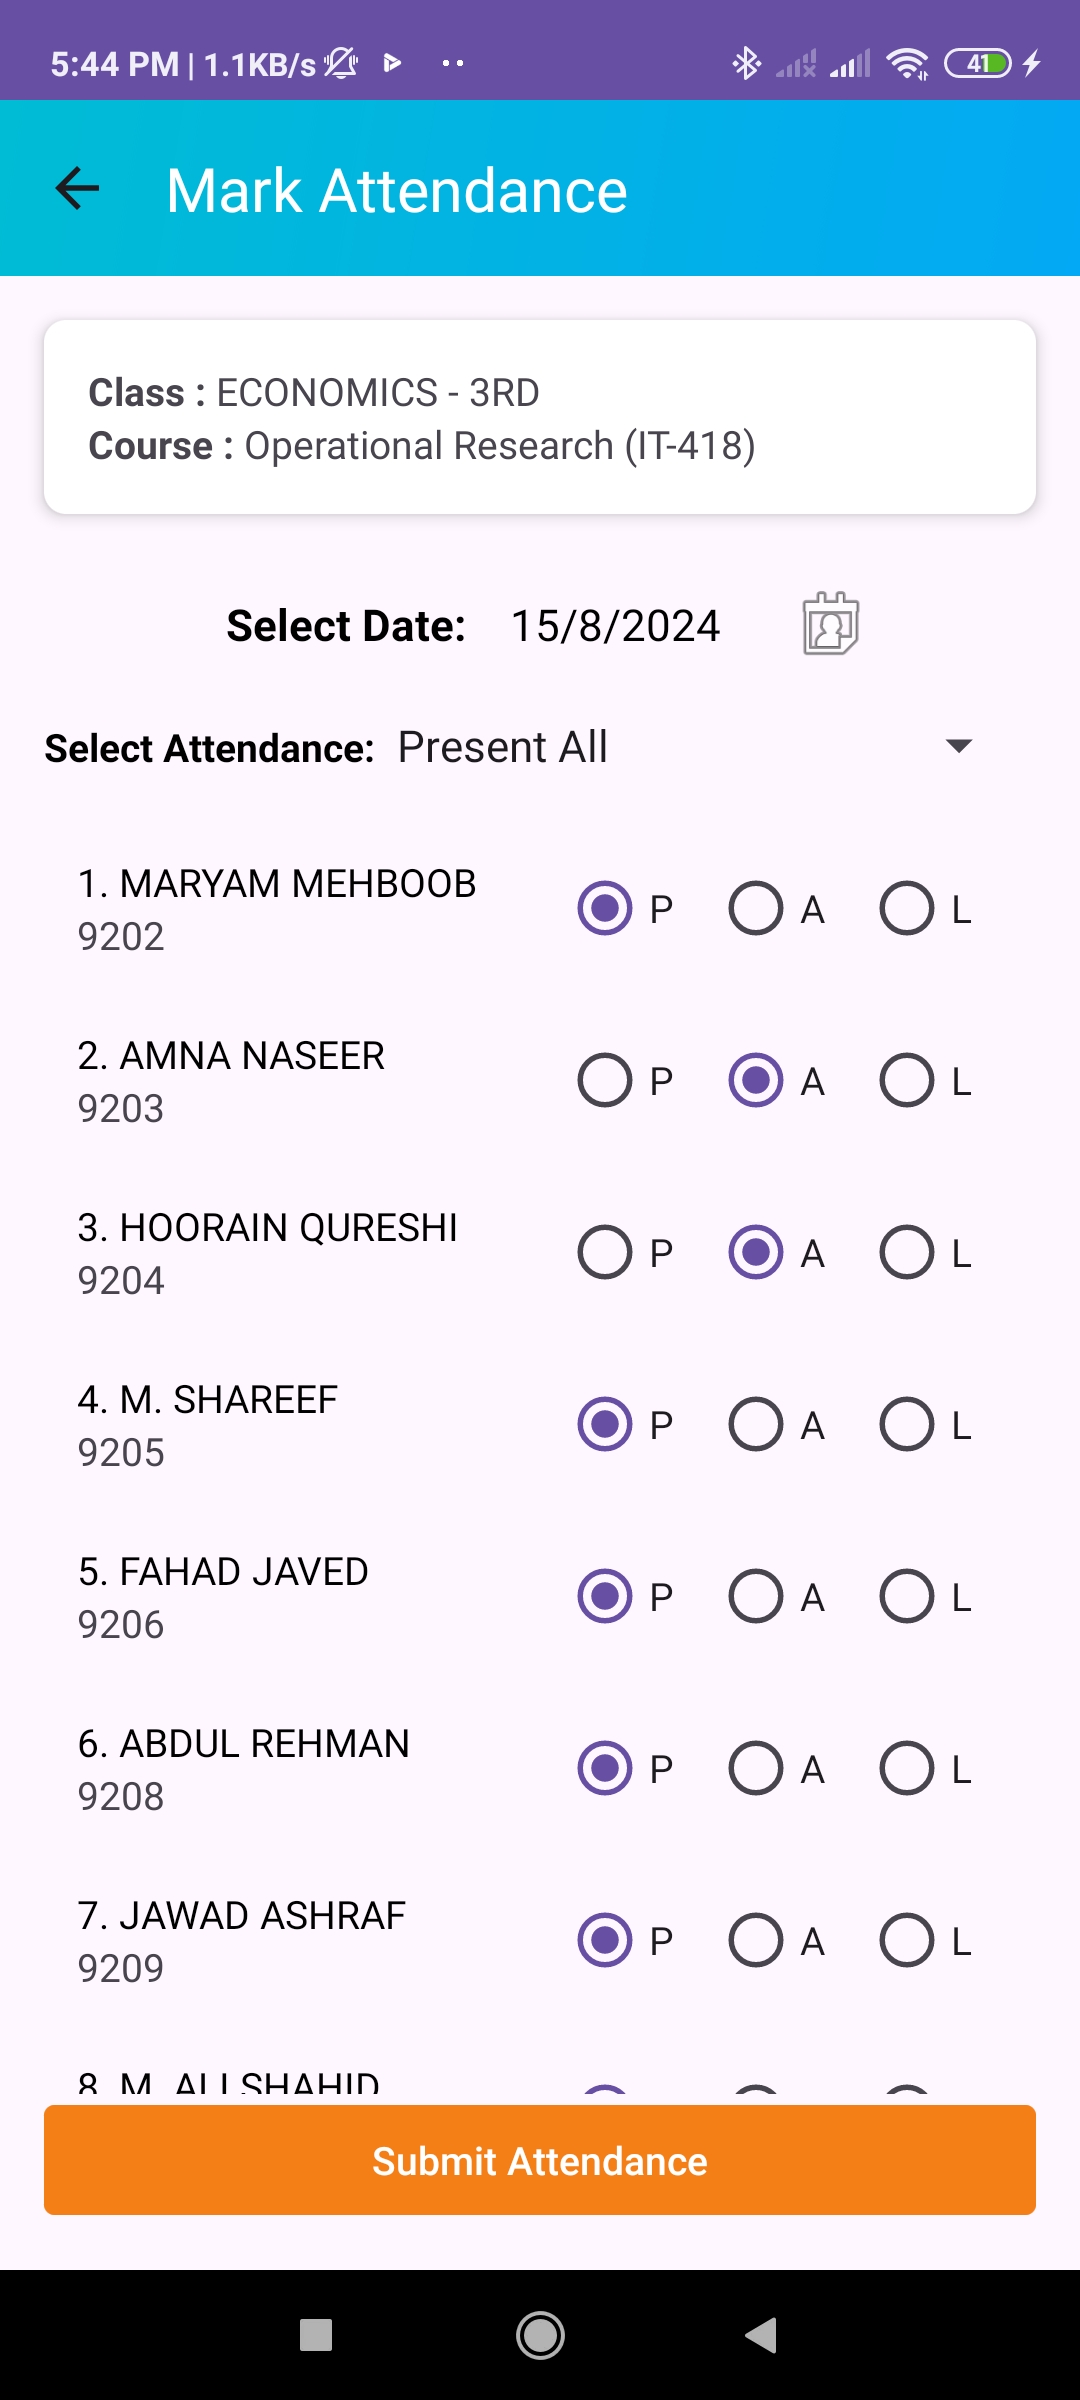 5:44 PM | 1.1KB/s
41
Mark Attendance
Class : ECONOMICS - 3RD
Course : Operational Research (IT-418)
Select Date: 15/8/2024
Select Attendance: Present All
1. MARYAM MEHBOOB
9202
P A L
2. AMNA NASEER
9203
P A L
3. HOORAIN QURESHI
9204
P A L
4. M. SHAREEF
9205
P A L
5. FAHAD JAVED
9206
P A L
6. ABDUL REHMAN
9208
P A L
7. JAWAD ASHRAF
9209
P A L
8. M. ALI SHAHID
Submit Attendance